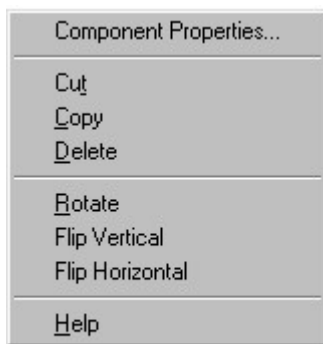 Component Properties...
Cut
Copy
Delete
Rotate
Flip Vertical
Flip Horizontal
Help